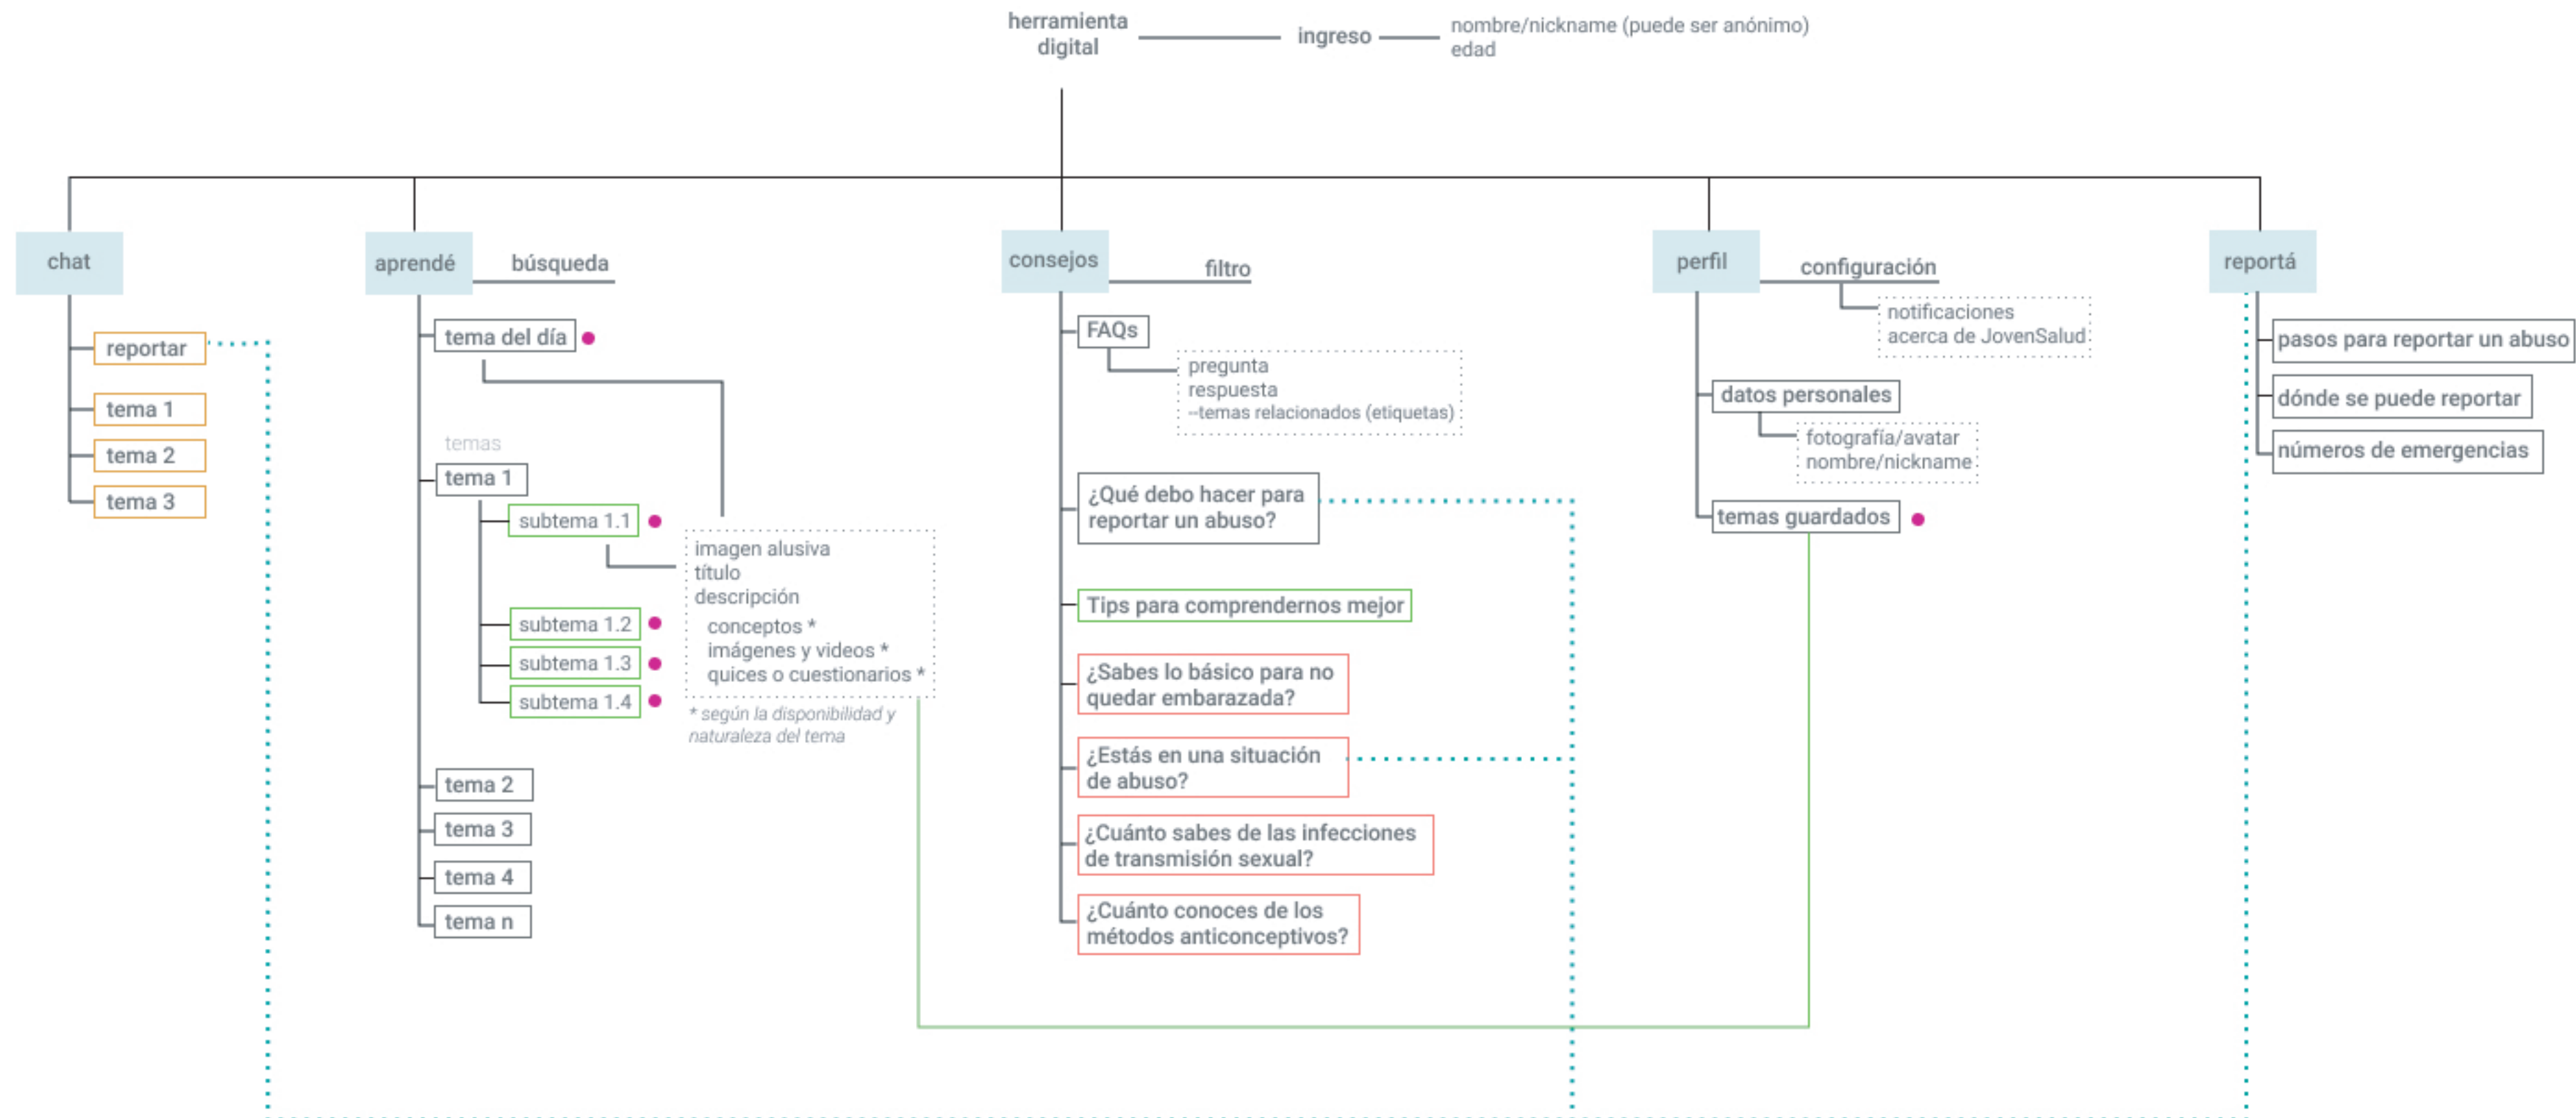 herramienta
digital
ingreso
nombre/nickname (puede ser anónimo)
edad
chat
reportar
tema 1
tema 2
tema 3
aprendé
búsqueda
tema del día
temas
tema 1
subtema 1.1
subtema 1.2
subtema 1.3
subtema 1.4
imagen alusiva
título
descripción
conceptos *
imágenes y videos *
quices o cuestionarios *
* según la disponibilidad y
naturaleza del tema
tema 2
tema 3
tema 4
tema n
consejos
filtro
FAQs
pregunta
respuesta
--temas relacionados (etiquetas)
¿Qué debo hacer para
reportar un abuso?
Tips para comprendernos mejor
¿Sabes lo básico para no
quedar embarazada?
¿Estás en una situación
de abuso?
¿Cuánto sabes de las infecciones
de transmisión sexual?
¿Cuánto conoces de los
métodos anticonceptivos?
perfil
configuración
notificaciones
acerca de JovenSalud
datos personales
fotografía/avatar
nombre/nickname
temas guardados
reportá
pasos para reportar un abuso
dónde se puede reportar
números de emergencias